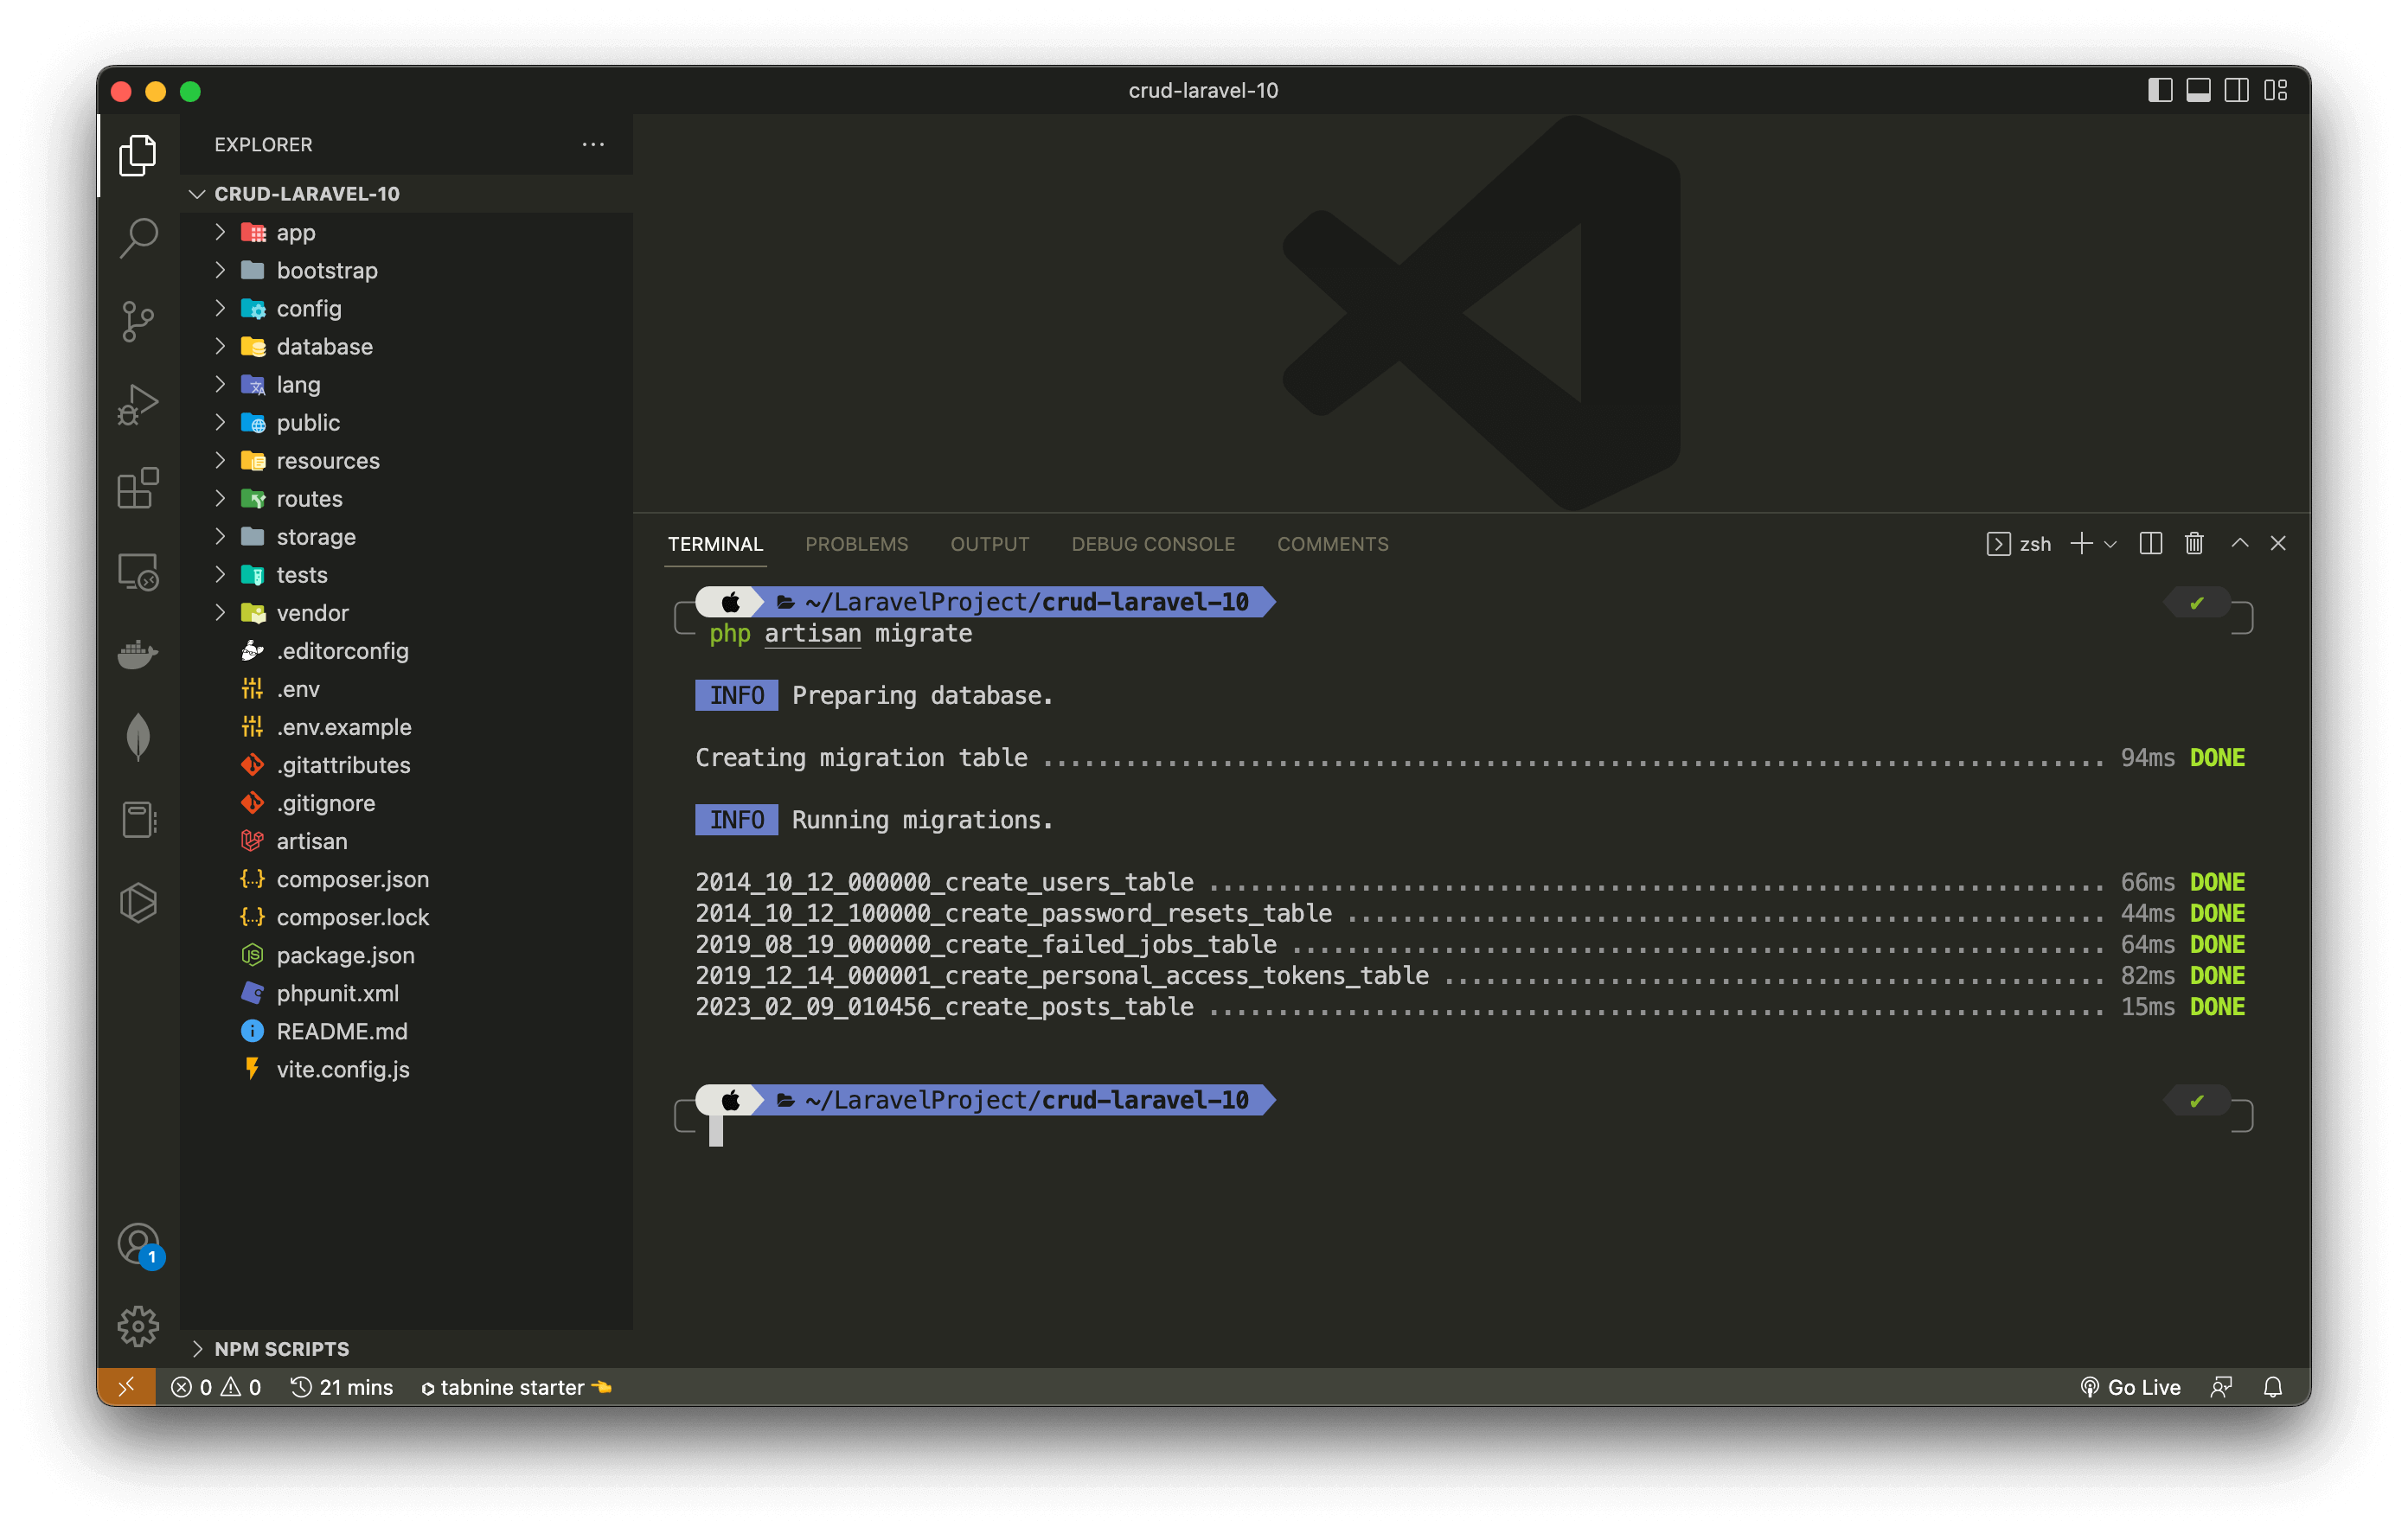 crud-laravel-10
EXPLORER
CRUD-LARAVEL-10
app
bootstrap
config
database
lang
public
resources
routes
storage
tests
vendor
.editorconfig
.env
.env.example
.gitattributes
.gitignore
artisan
{..} composer.json
{..} composer.lock
JS package.json
phpunit.xml
README.md
vite.config.js
NPM SCRIPTS
TERMINAL PROBLEMS OUTPUT DEBUG CONSOLE COMMENTS zsh
~/LaravelProject/crud-laravel-10 ✔
php artisan migrate
INFO Preparing database.
Creating migration table ............................................................................. 94ms DONE
INFO Running migrations.
2014_10_12_000000_create_users_table ................................................................. 66ms DONE
2014_10_12_100000_create_password_resets_table ....................................................... 44ms DONE
2019_08_19_000000_create_failed_jobs_table ........................................................... 64ms DONE
2019_12_14_000001_create_personal_access_tokens_table ................................................ 82ms DONE
2023_02_09_010456_create_posts_table ................................................................. 15ms DONE
~/LaravelProject/crud-laravel-10 ✔
1
0 0 21 mins tabnine starter 👈 Go Live